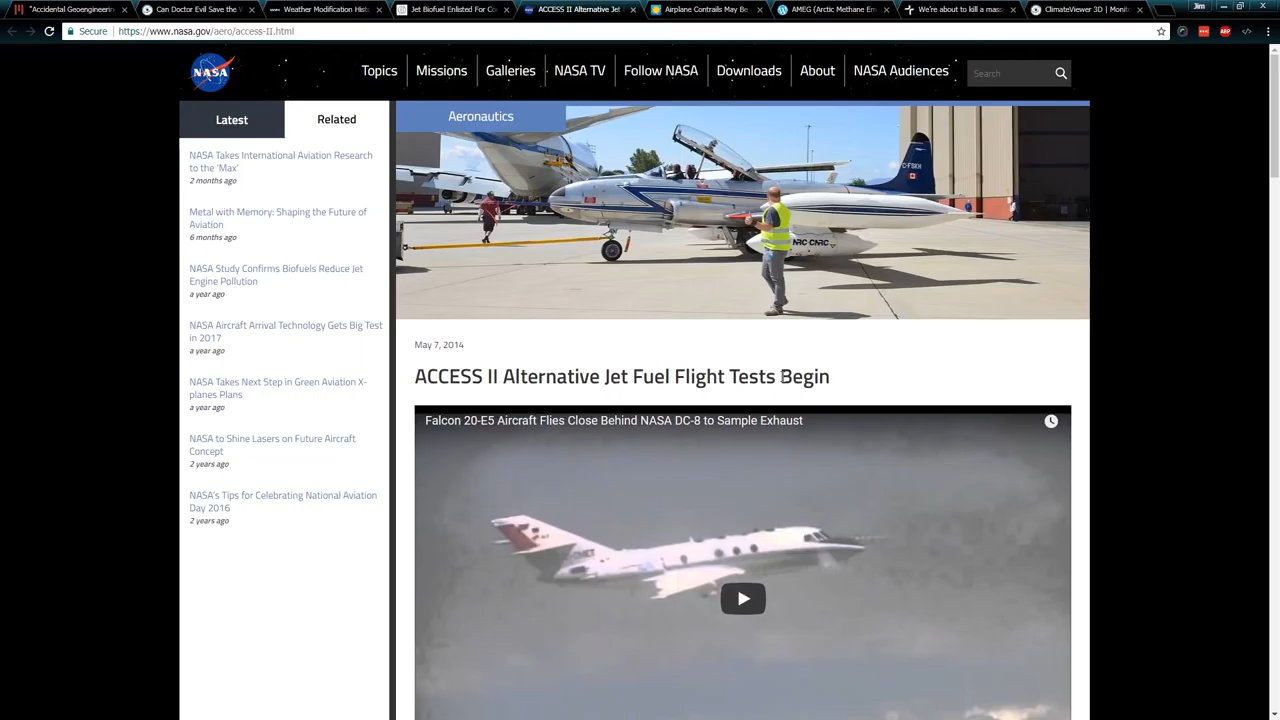 "Accidental Geoengineerin
Can Doctor Evil Save the
Weather Modification Hist
Jet Biofuel Enlisted For Co
ACCESS II Alternative Jet
Airplane Contrails May Be
AMEG (Arctic Methane Em
We're about to kill a mass
ClimateViewer 3D | Monit
Jim
Secure
https://www.nasa.gov/aero/access-II.html
ABP
NASA
Topics
Missions
Galleries
NASA TV
Follow NASA
Downloads
About
NASA Audiences
Search
Latest
Related
NASA Takes International Aviation Research
to the 'Max'
2 months ago
Metal with Memory: Shaping the Future of
Aviation
6 months ago
NASA Study Confirms Biofuels Reduce Jet
Engine Pollution
a year ago
NASA Aircraft Arrival Technology Gets Big Test
in 2017
a year ago
NASA Takes Next Step in Green Aviation X-
planes Plans
a year ago
NASA to Shine Lasers on Future Aircraft
Concept
2 years ago
NASA's Tips for Celebrating National Aviation
Day 2016
2 years ago
Aeronautics
C-FSKH
NRC CNRC
May 7, 2014
ACCESS II Alternative Jet Fuel Flight Tests Begin
Falcon 20-E5 Aircraft Flies Close Behind NASA DC-8 to Sample Exhaust